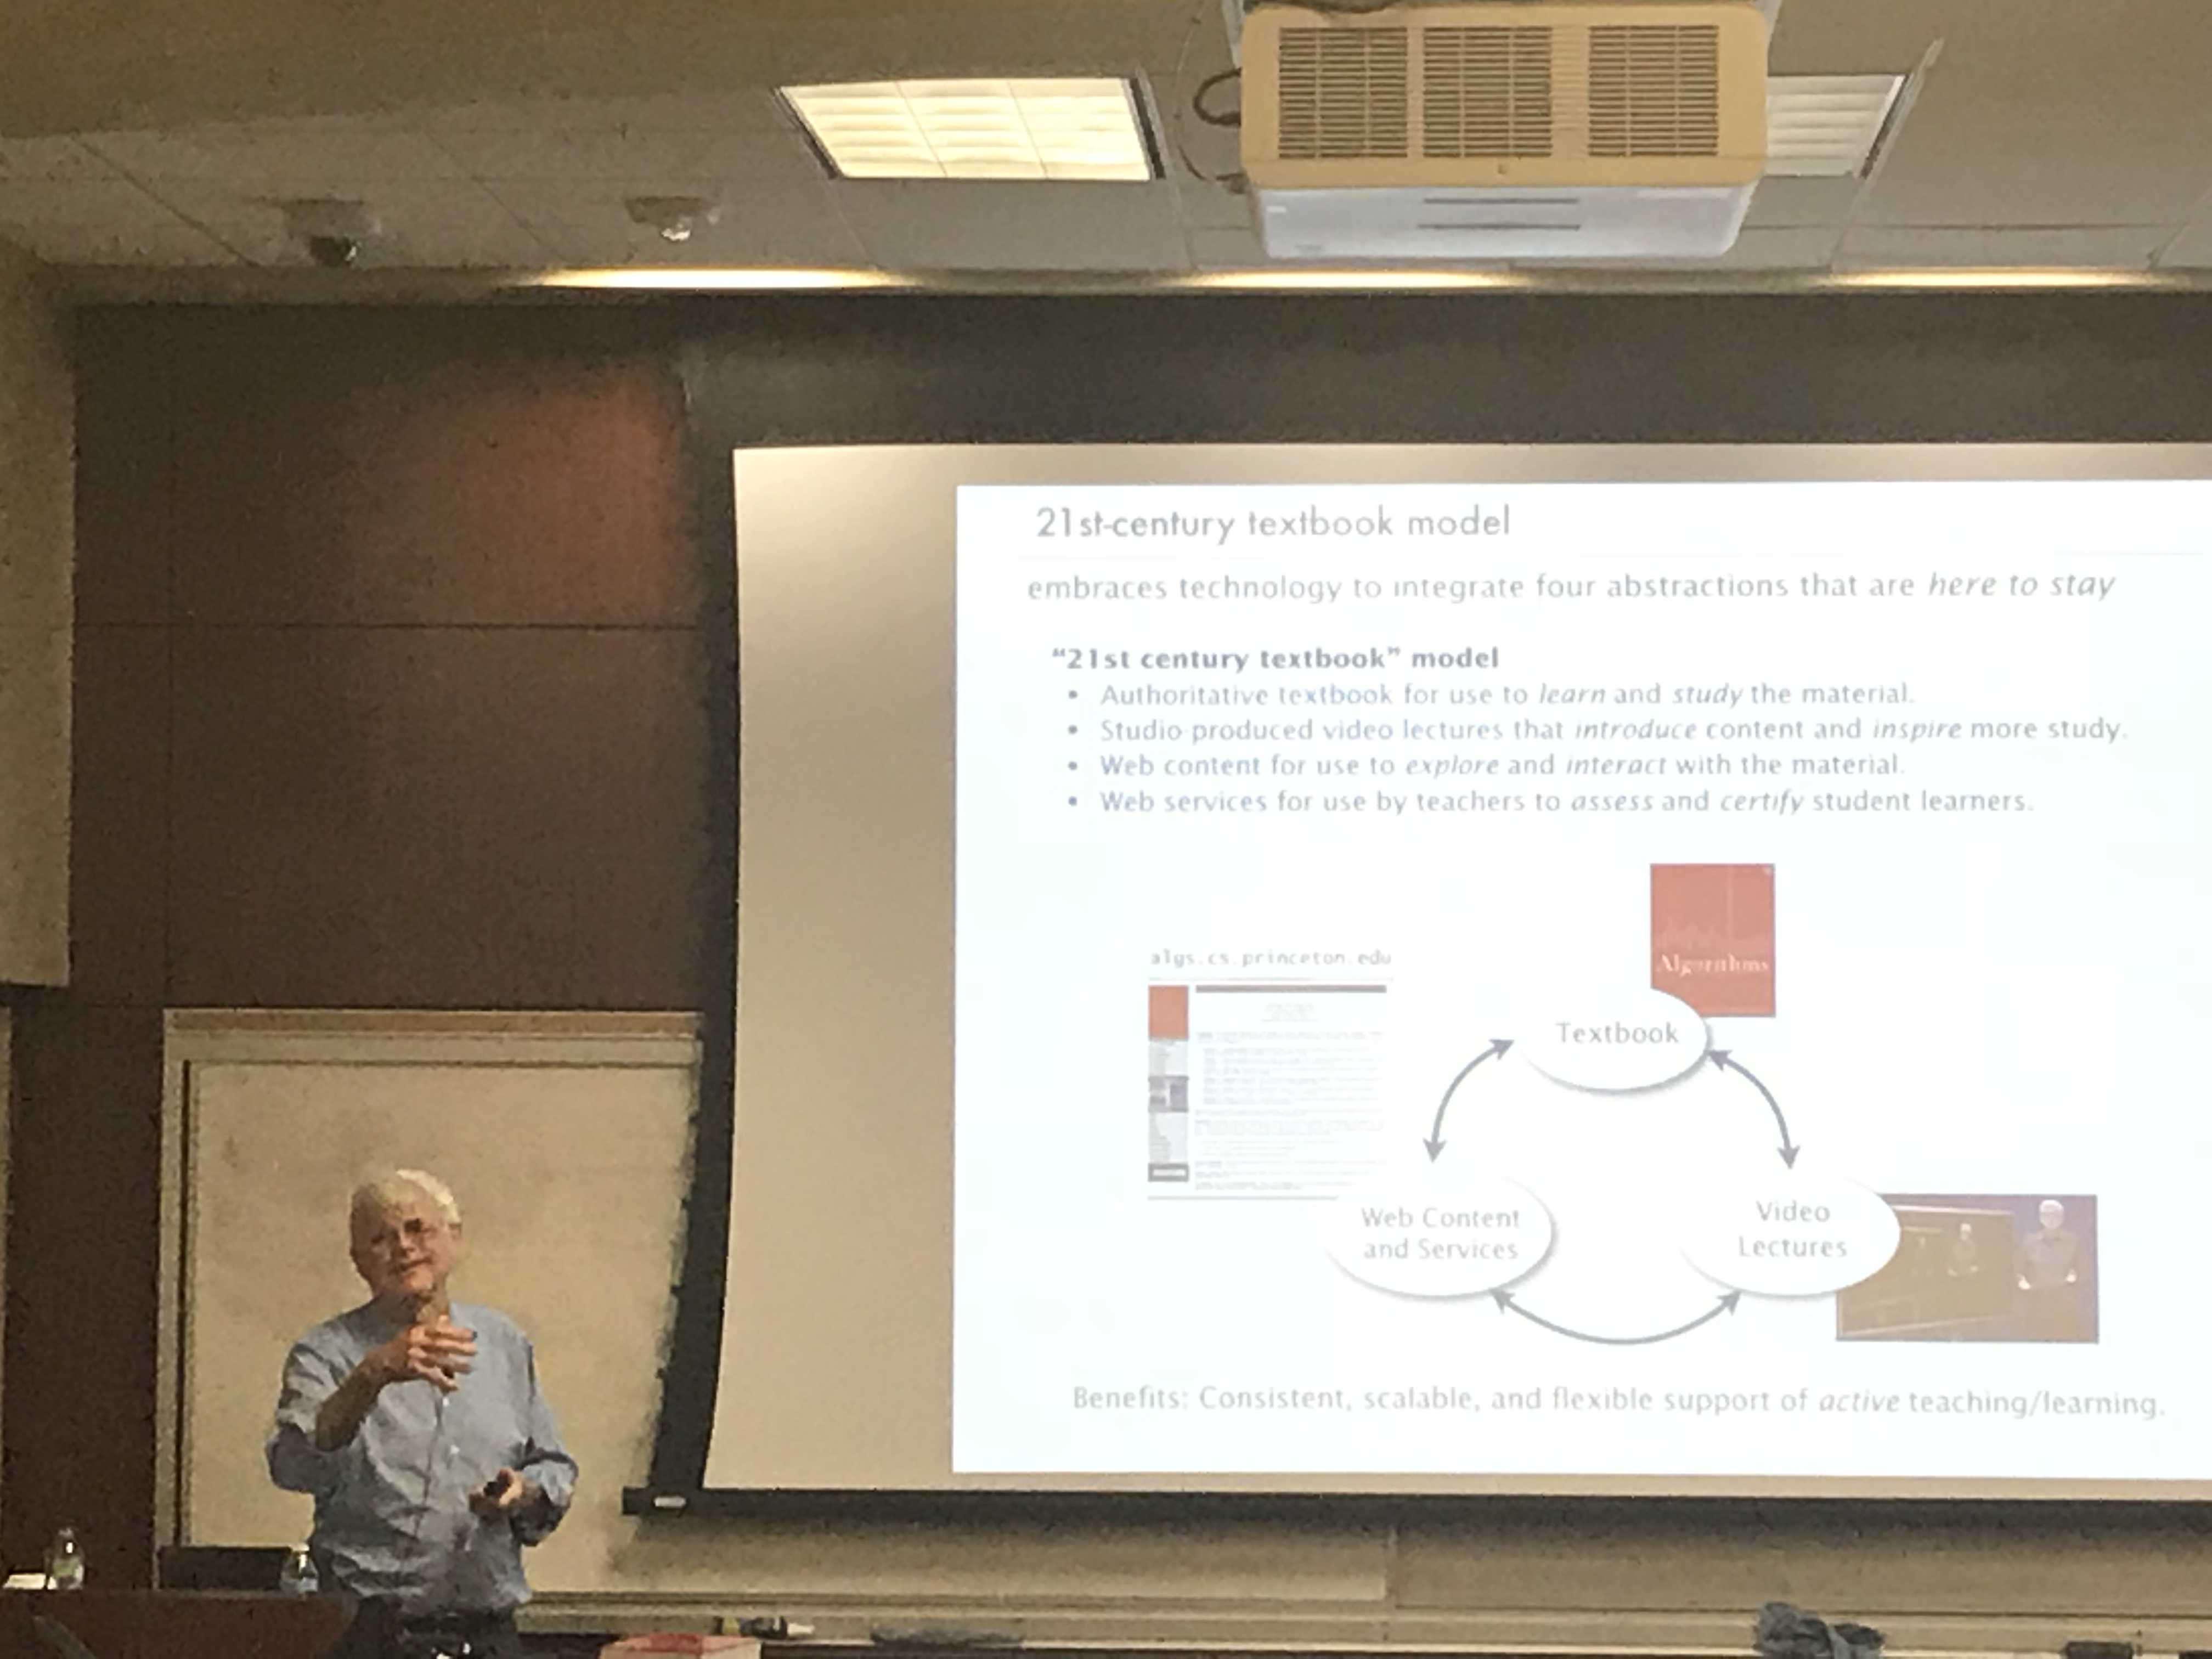 21st-century textbook model
embraces technology to integrate four abstractions that are here to stay
“21st century textbook” model
• Authoritative textbook for use to learn and study the material.
• Studio-produced video lectures that introduce content and inspire more study.
• Web content for use to explore and interact with the material.
• Web services for use by teachers to assess and certify student learners.
algs.cs.princeton.edu
Algorithms
Textbook
Web Content
and Services
Video
Lectures
Benefits: Consistent, scalable, and flexible support of active teaching/learning.